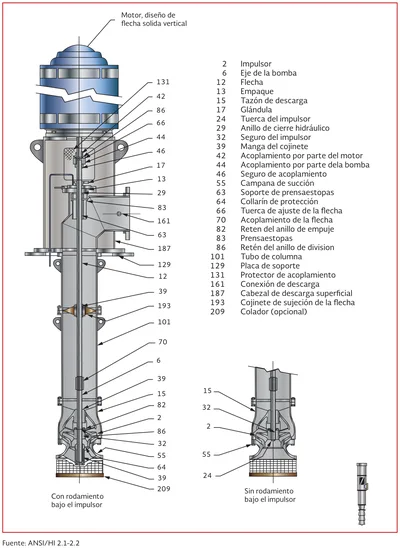 Motor, diseño de
flecha solida vertical
131
42
86
66
44
46
17
13
29
83
161
63
187
129
12
39
193
101
70
6
39
15
82
2
86
32
55
64
39
209
Con rodamiento
bajo el impulsor
2 Impulsor
6 Eje de la bomba
12 Flecha
13 Empaque
15 Tazón de descarga
17 Glándula
24 Tuerca del impulsor
29 Anillo de cierre hidráulico
32 Seguro del impulsor
39 Manga del cojinete
42 Acoplamiento por parte del motor
44 Acoplamiento por parte dela bomba
46 Seguro de acoplamiento
55 Campana de succión
63 Soporte de prensaestopas
64 Collarín de protección
66 Tuerca de ajuste de la flecha
70 Acoplamiento de la flecha
82 Reten del anillo de empuje
83 Prensaestopas
86 Retén del anillo de division
101 Tubo de columna
129 Placa de soporte
131 Protector de acoplamiento
161 Conexión de descarga
187 Cabezal de descarga superficial
193 Cojinete de sujeción de la flecha
209 Colador (opcional)
15
32
2
55
24
Sin rodamiento
bajo el impulsor
Fuente: ANSI/HI 2.1-2.2